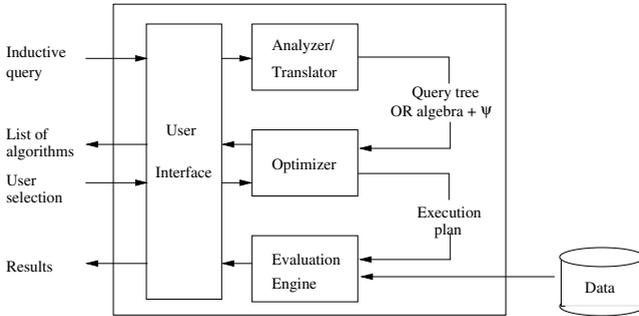 Inductive
query
Analyzer/
Translator
Query tree
OR algebra + Ψ
List of
algorithms
User
Interface
Optimizer
User
selection
Execution
plan
Results
Evaluation
Engine
Data